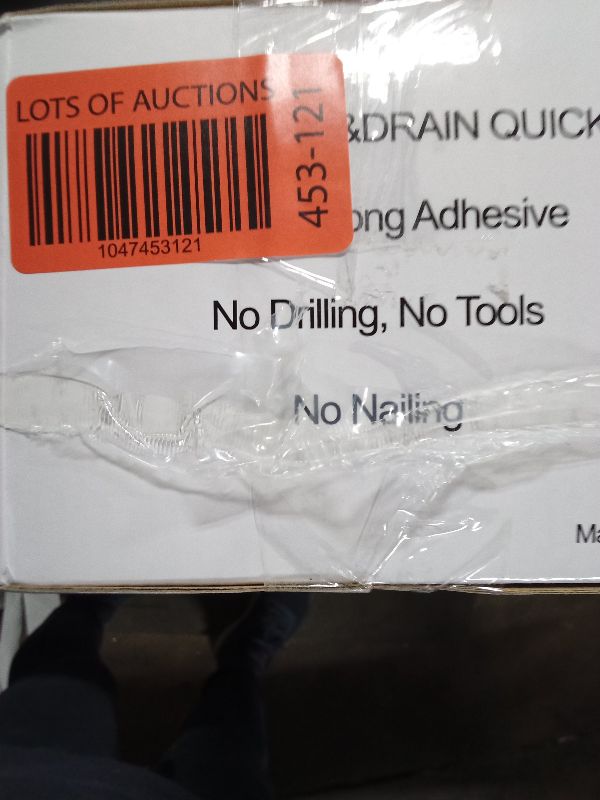 LOTS OF AUCTIONS
1047453121
453-121
&DRAIN QUICK
ong Adhesive
No Drilling, No Tools
No Nailing
Ma